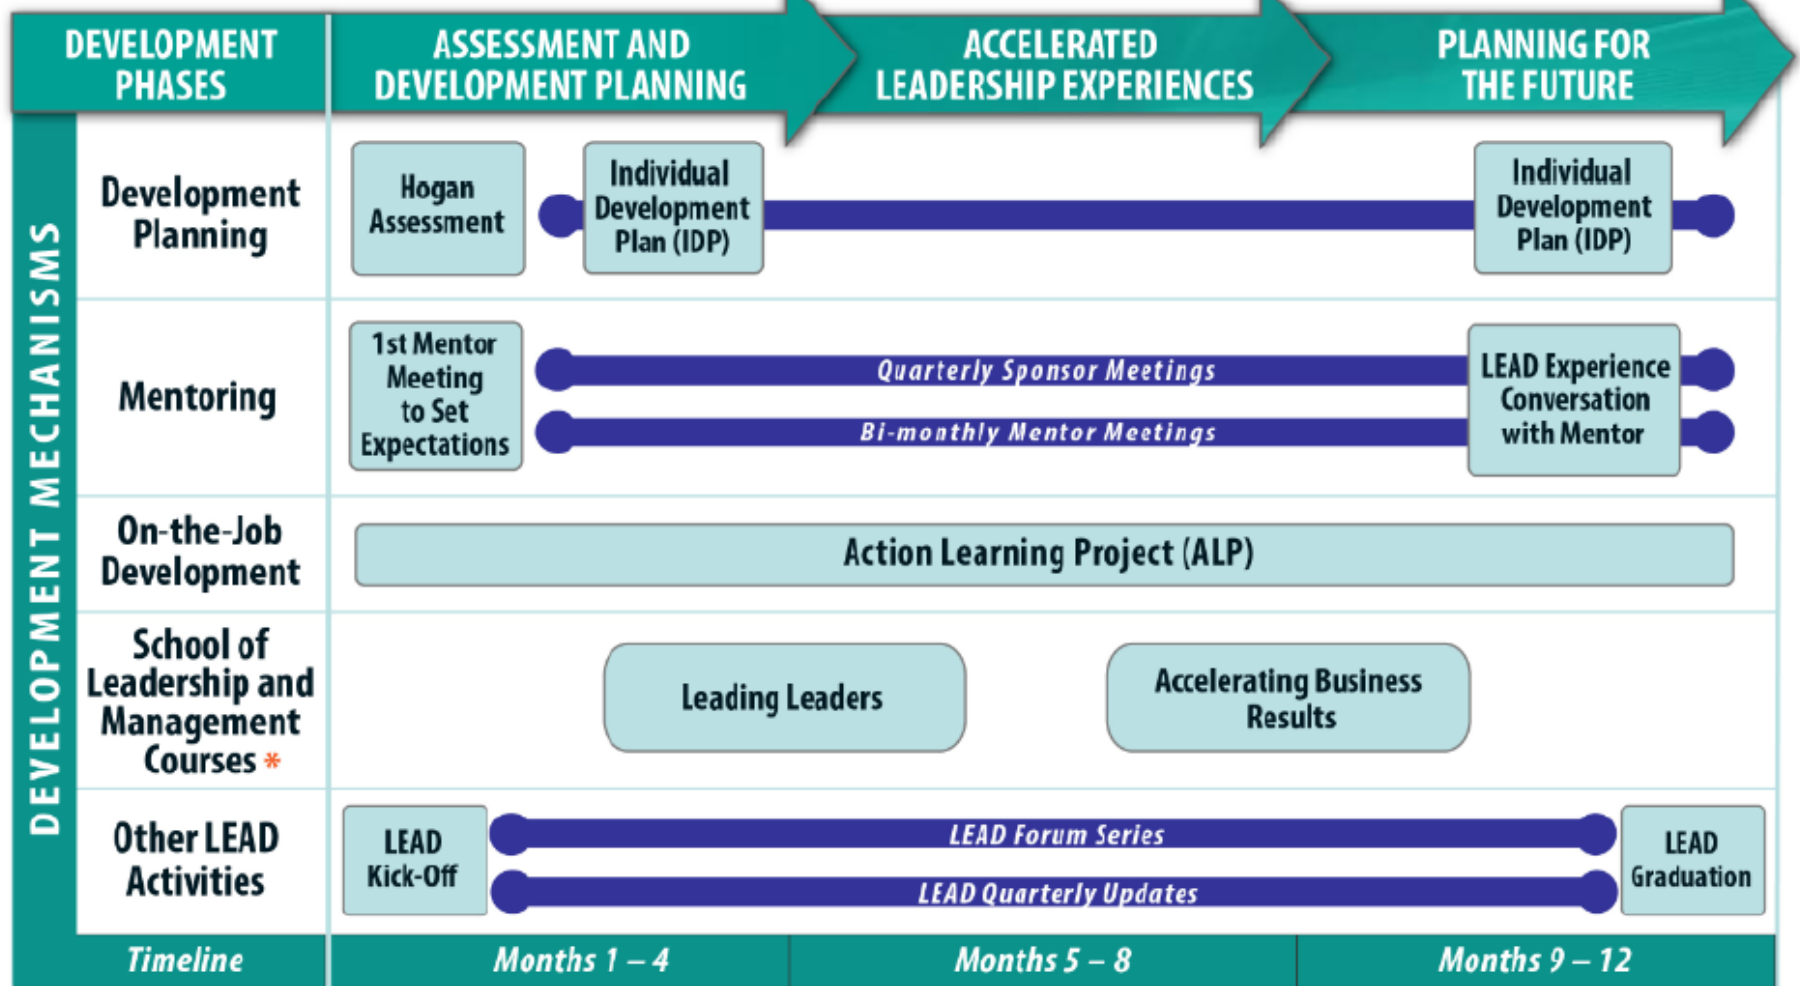 DEVELOPMENT
PHASES
ASSESSMENT AND
DEVELOPMENT PLANNING
ACCELERATED
LEADERSHIP EXPERIENCES
PLANNING FOR
THE FUTURE
DEVELOPMENT MECHANISMS
Development
Planning
Hogan
Assessment
Individual
Development
Plan (IDP)
Individual
Development
Plan (IDP)
Mentoring
1st Mentor
Meeting
to Set
Expectations
Quarterly Sponsor Meetings
Bi-monthly Mentor Meetings
LEAD Experience
Conversation
with Mentor
On-the-Job
Development
Action Learning Project (ALP)
School of
Leadership and
Management
Courses *
Leading Leaders
Accelerating Business
Results
Other LEAD
Activities
LEAD
Kick-Off
LEAD Forum Series
LEAD Quarterly Updates
LEAD
Graduation
Timeline
Months 1 – 4
Months 5 – 8
Months 9 – 12